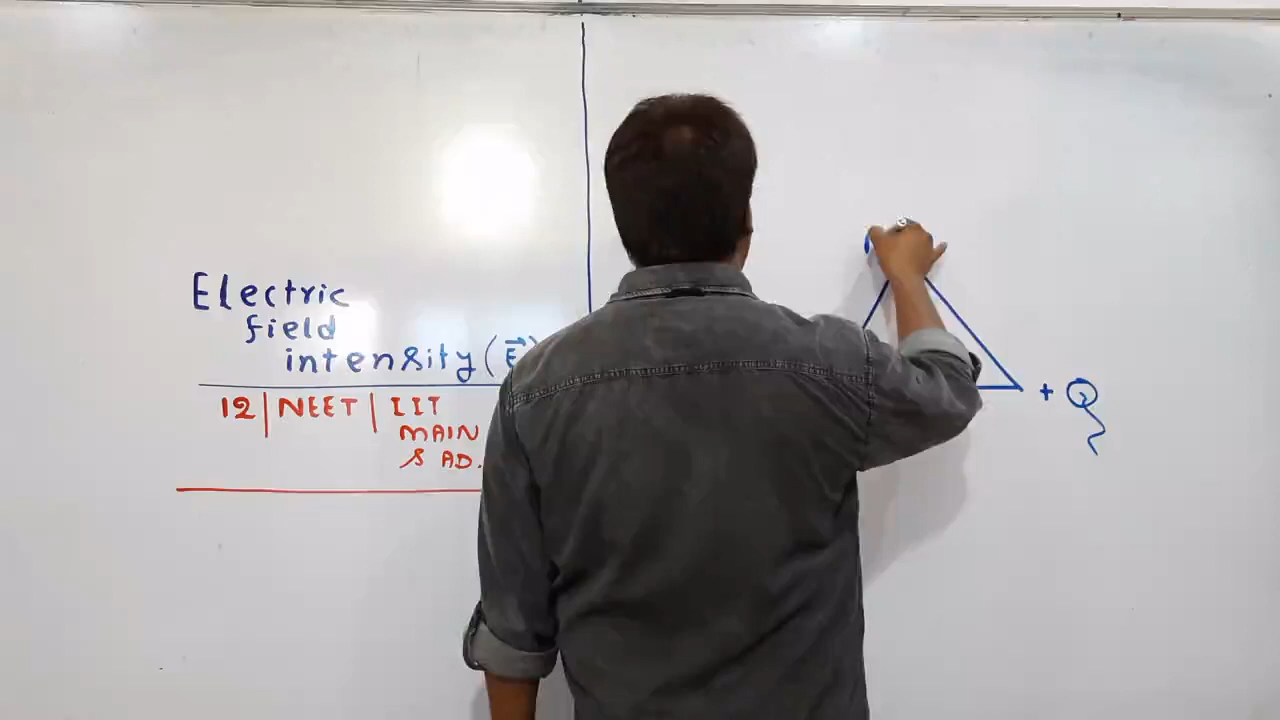 Electric
field
intensity (E⃗)
12 | NEET | IIT
MAIN
& AD.
+ Q